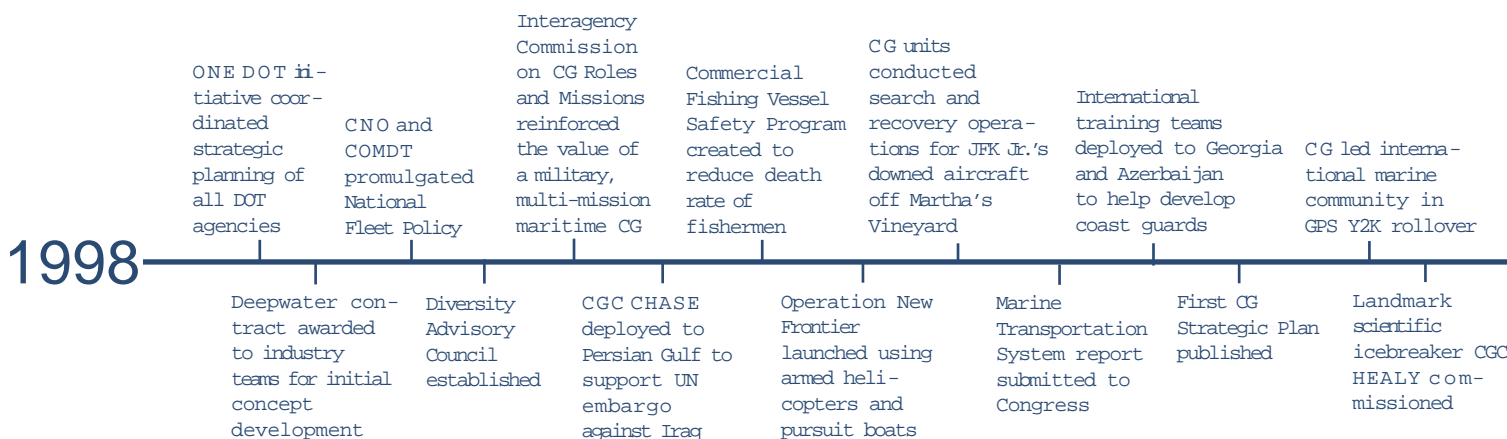 1998
ONE DOT ini-
tiative coor-
dinated
strategic
planning of
all DOT
agencies
Deepwater con-
tract awarded
to industry
teams for initial
concept
development
CNO and
COMDT
promulgated
National
Fleet Policy
Diversity
Advisory
Council
established
Interagency
Commission
on CG Roles
and Missions
reinforced
the value of
a military,
multi-mission
maritime CG
CGC CHASE
deployed to
Persian Gulf to
support UN
embargo
against Iraq
Commercial
Fishing Vessel
Safety Program
created to
reduce death
rate of
fishermen
Operation New
Frontier
launched using
armed heli-
copters and
pursuit boats
CG units
conducted
search and
recovery opera-
tions for JFK Jr.'s
downed aircraft
off Martha's
Vineyard
Marine
Transportation
System report
submitted to
Congress
International
training teams
deployed to Georgia
and Azerbaijan
to help develop
coast guards
First CG
Strategic Plan
published
CG led interna-
tional marine
community in
GPS Y2K rollover
Landmark
scientific
icebreaker CGC
HEALY com-
missioned